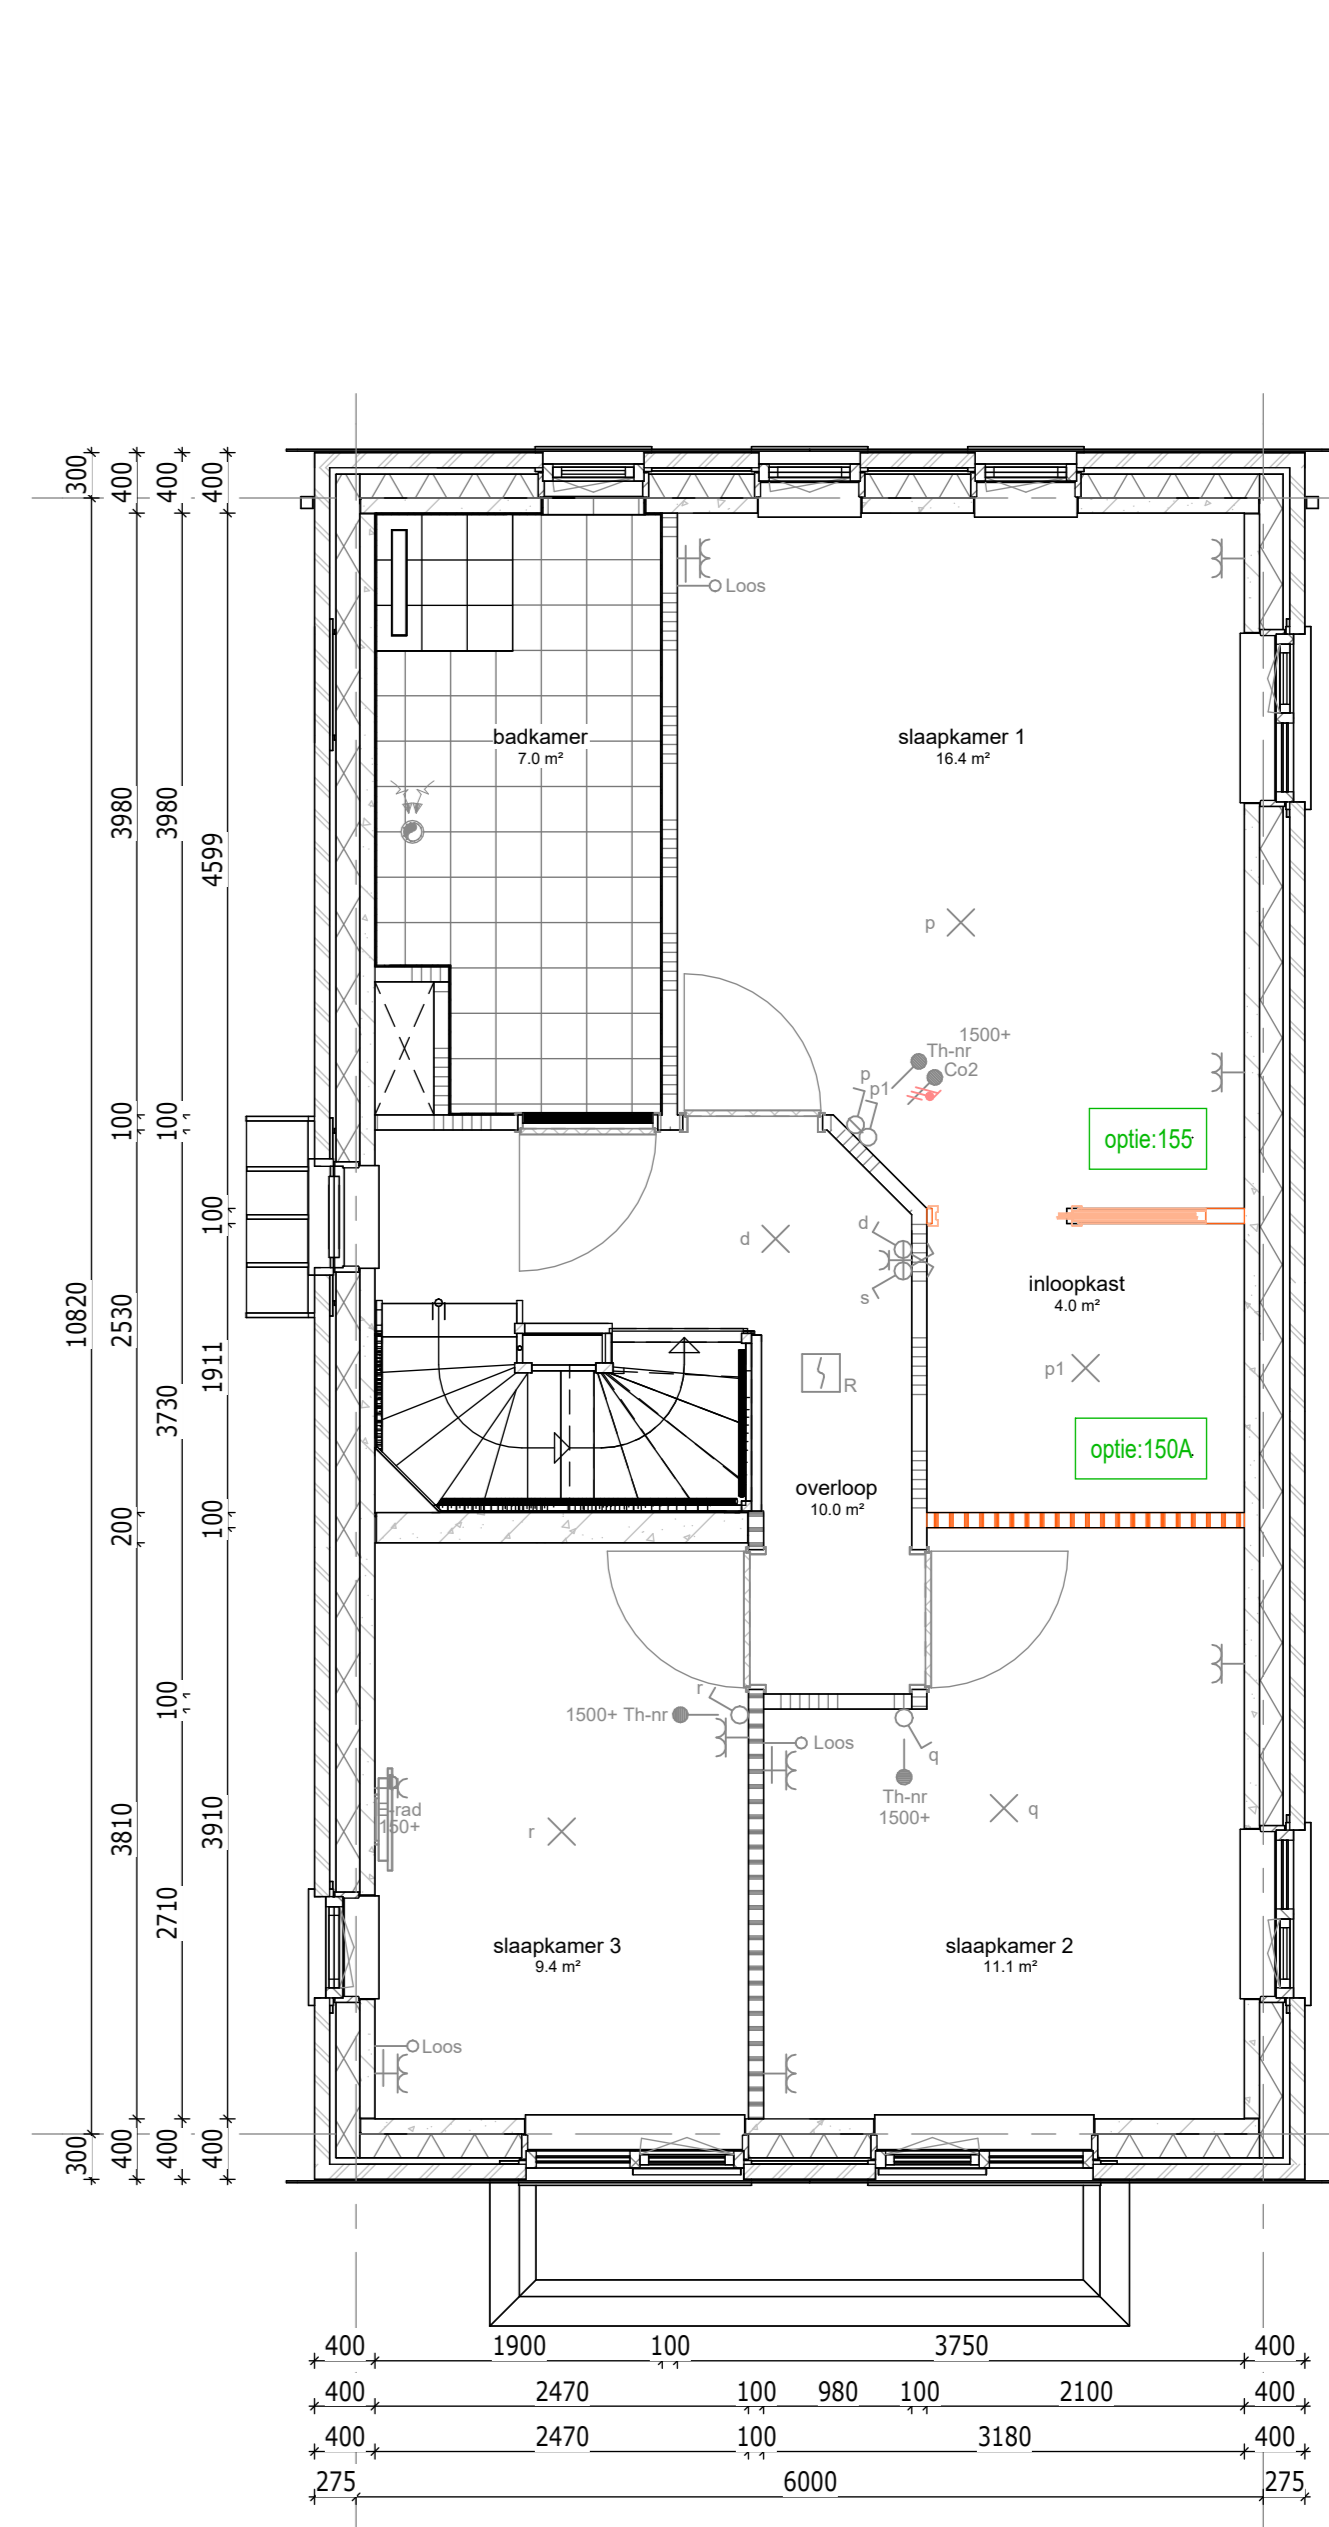 Loos
badkamer
7.0 m²
slaapkamer 1
16.4 m²
p
1500+
Th-nr
Co2
p
p1
optie:155
d
d
s
inloopkast
4.0 m²
p1
R
optie:150A
overloop
10.0 m²
r
1500+ Th-nr
Loos
q
Th-nr
1500+
150+
r
q
slaapkamer 3
9.4 m²
slaapkamer 2
11.1 m²
Loos
300
400
400
400
3980
3980
4599
100
100
100
10820
2530
1911
3730
200
100
100
3810
3910
2710
300
400
400
400
400 1900 100 3750 400
400 2470 100 980 100 2100 400
400 2470 100 3180 400
275 6000 275